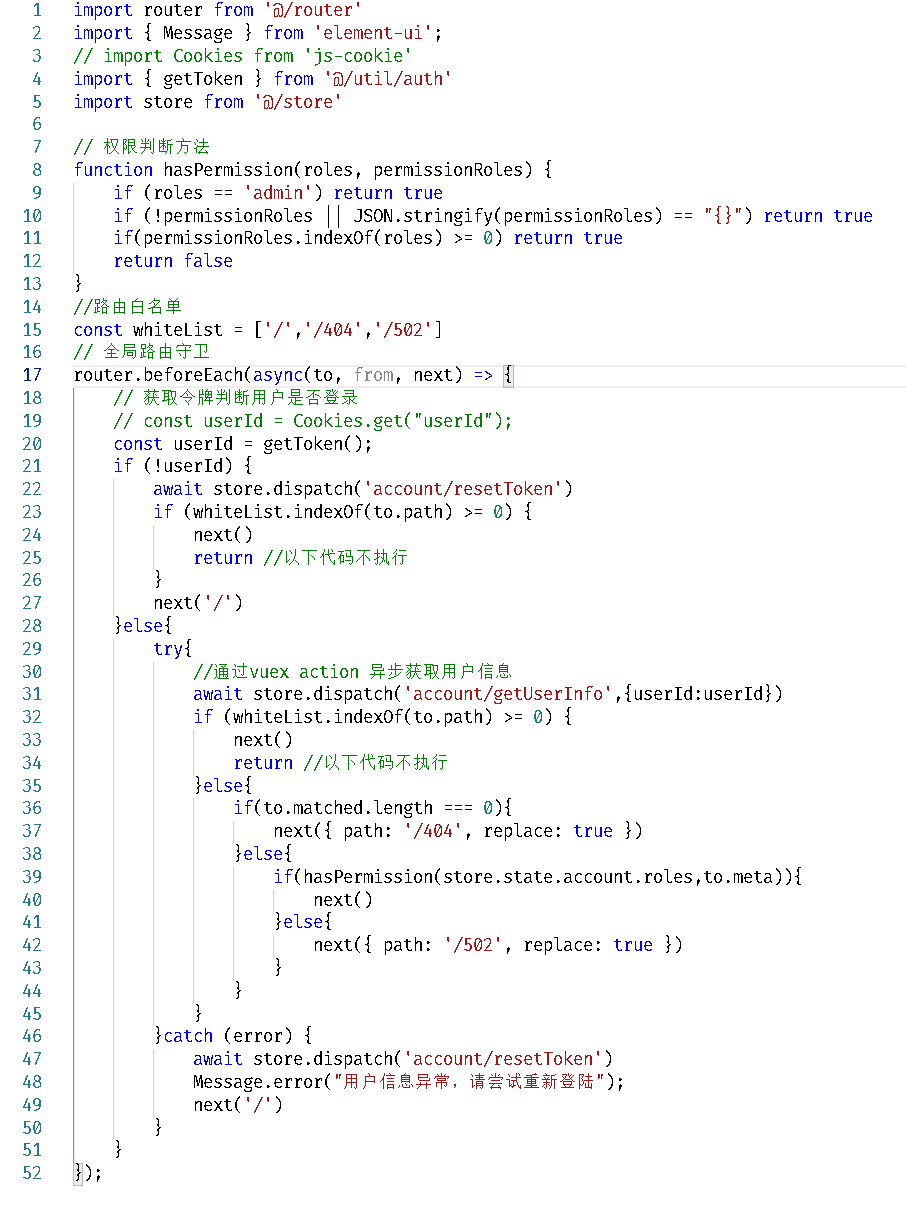 1 import router from '@/router'
2 import { Message } from 'element-ui';
3 // import Cookies from 'js-cookie'
4 import { getToken } from '@/util/auth'
5 import store from '@/store'
6
7 // 权限判断方法
8 function hasPermission(roles, permissionRoles) {
9     if (roles == 'admin') return true
10     if (!permissionRoles || JSON.stringify(permissionRoles) == "{}") return true
11     if(permissionRoles.indexOf(roles) >= 0) return true
12     return false
13 }
14 //路由白名单
15 const whiteList = ['/','/404','/502']
16 // 全局路由守卫
17 router.beforeEach(async(to, from, next) => {
18     // 获取令牌判断用户是否登录
19     // const userId = Cookies.get("userId");
20     const userId = getToken();
21     if (!userId) {
22         await store.dispatch('account/resetToken')
23         if (whiteList.indexOf(to.path) >= 0) {
24             next()
25             return //以下代码不执行
26         }
27         next('/')
28     }else{
29         try{
30             //通过vuex action 异步获取用户信息
31             await store.dispatch('account/getUserInfo',{userId:userId})
32             if (whiteList.indexOf(to.path) >= 0) {
33                 next()
34                 return //以下代码不执行
35             }else{
36                 if(to.matched.length === 0){
37                     next({ path: '/404', replace: true })
38                 }else{
39                     if(hasPermission(store.state.account.roles,to.meta)){
40                         next()
41                     }else{
42                         next({ path: '/502', replace: true })
43                     }
44                 }
45             }
46         }catch (error) {
47             await store.dispatch('account/resetToken')
48             Message.error("用户信息异常，请尝试重新登陆");
49             next('/')
50         }
51     }
52 });